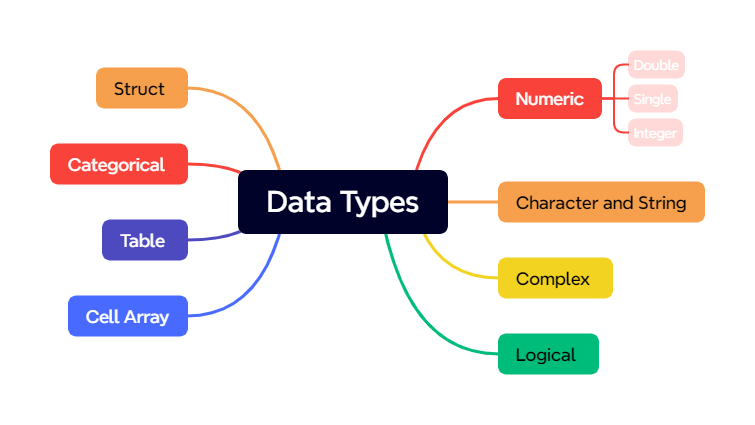 Data Types
Numeric
Double
Single
Integer
Character and String
Complex
Logical
Struct
Categorical
Table
Cell Array